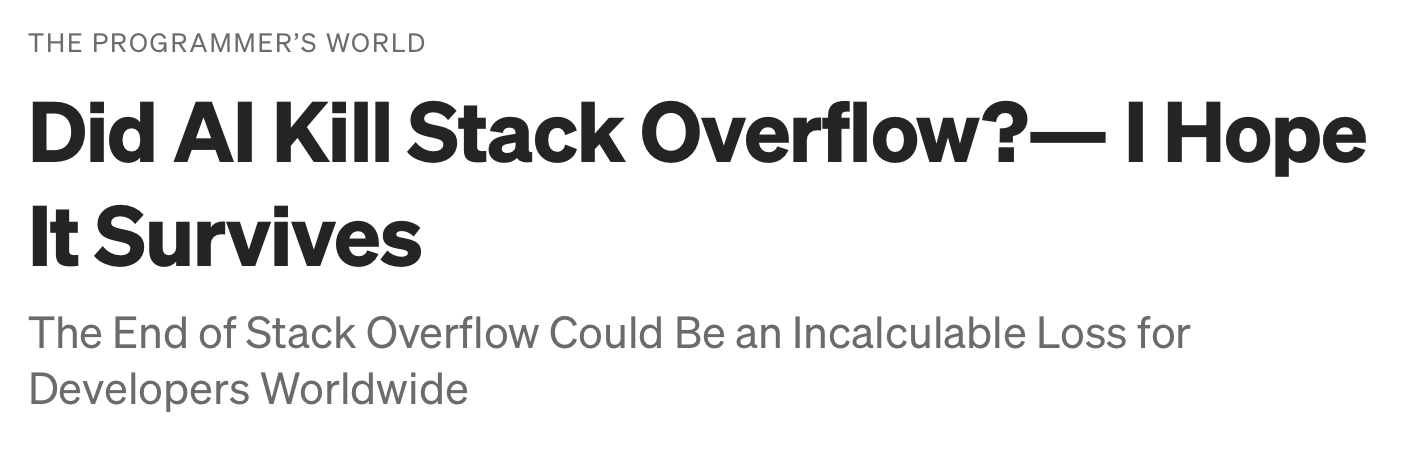 THE PROGRAMMER’S WORLD
Did AI Kill Stack Overflow?— I Hope
It Survives
The End of Stack Overflow Could Be an Incalculable Loss for
Developers Worldwide